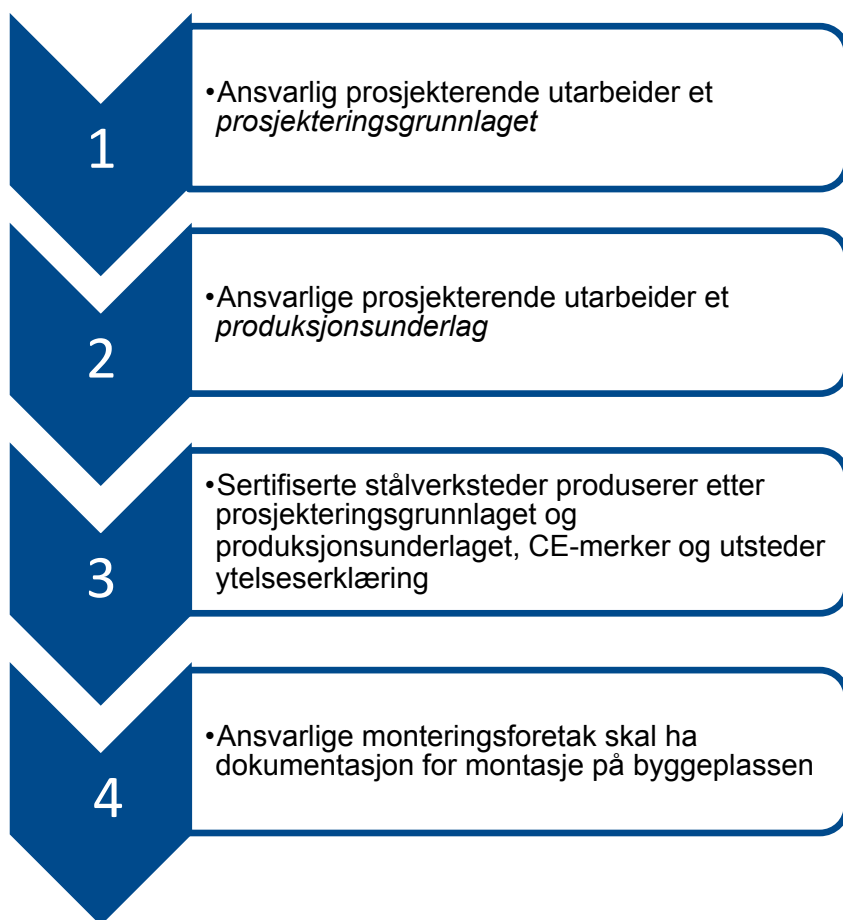 1
•Ansvarlig prosjekterende utarbeider et
prosjekteringsgrunnlaget
2
•Ansvarlige prosjekterende utarbeider et
produksjonsunderlag
3
•Sertifiserte stålverksteder produserer etter
prosjekteringsgrunnlaget og
produksjonsunderlaget, CE-merker og utsteder
ytelseserklæring
4
•Ansvarlige monteringsforetak skal ha
dokumentasjon for montasje på byggeplassen